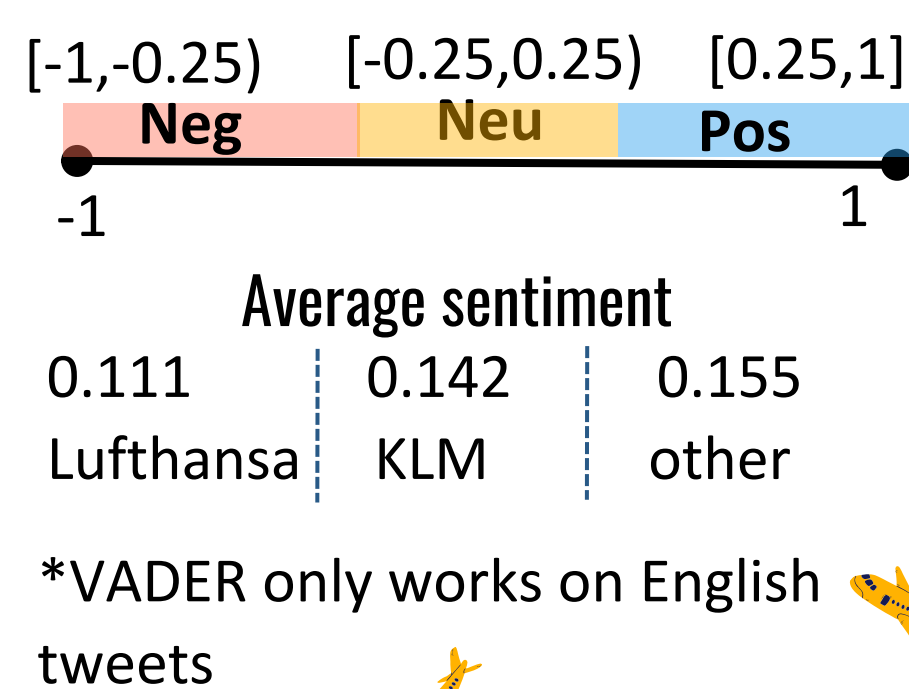 [-1,-0.25) [-0.25,0.25) [0.25,1]
Neg Neu Pos
-1 1
Average sentiment
0.111 0.142 0.155
Lufthansa KLM other
*VADER only works on English
tweets